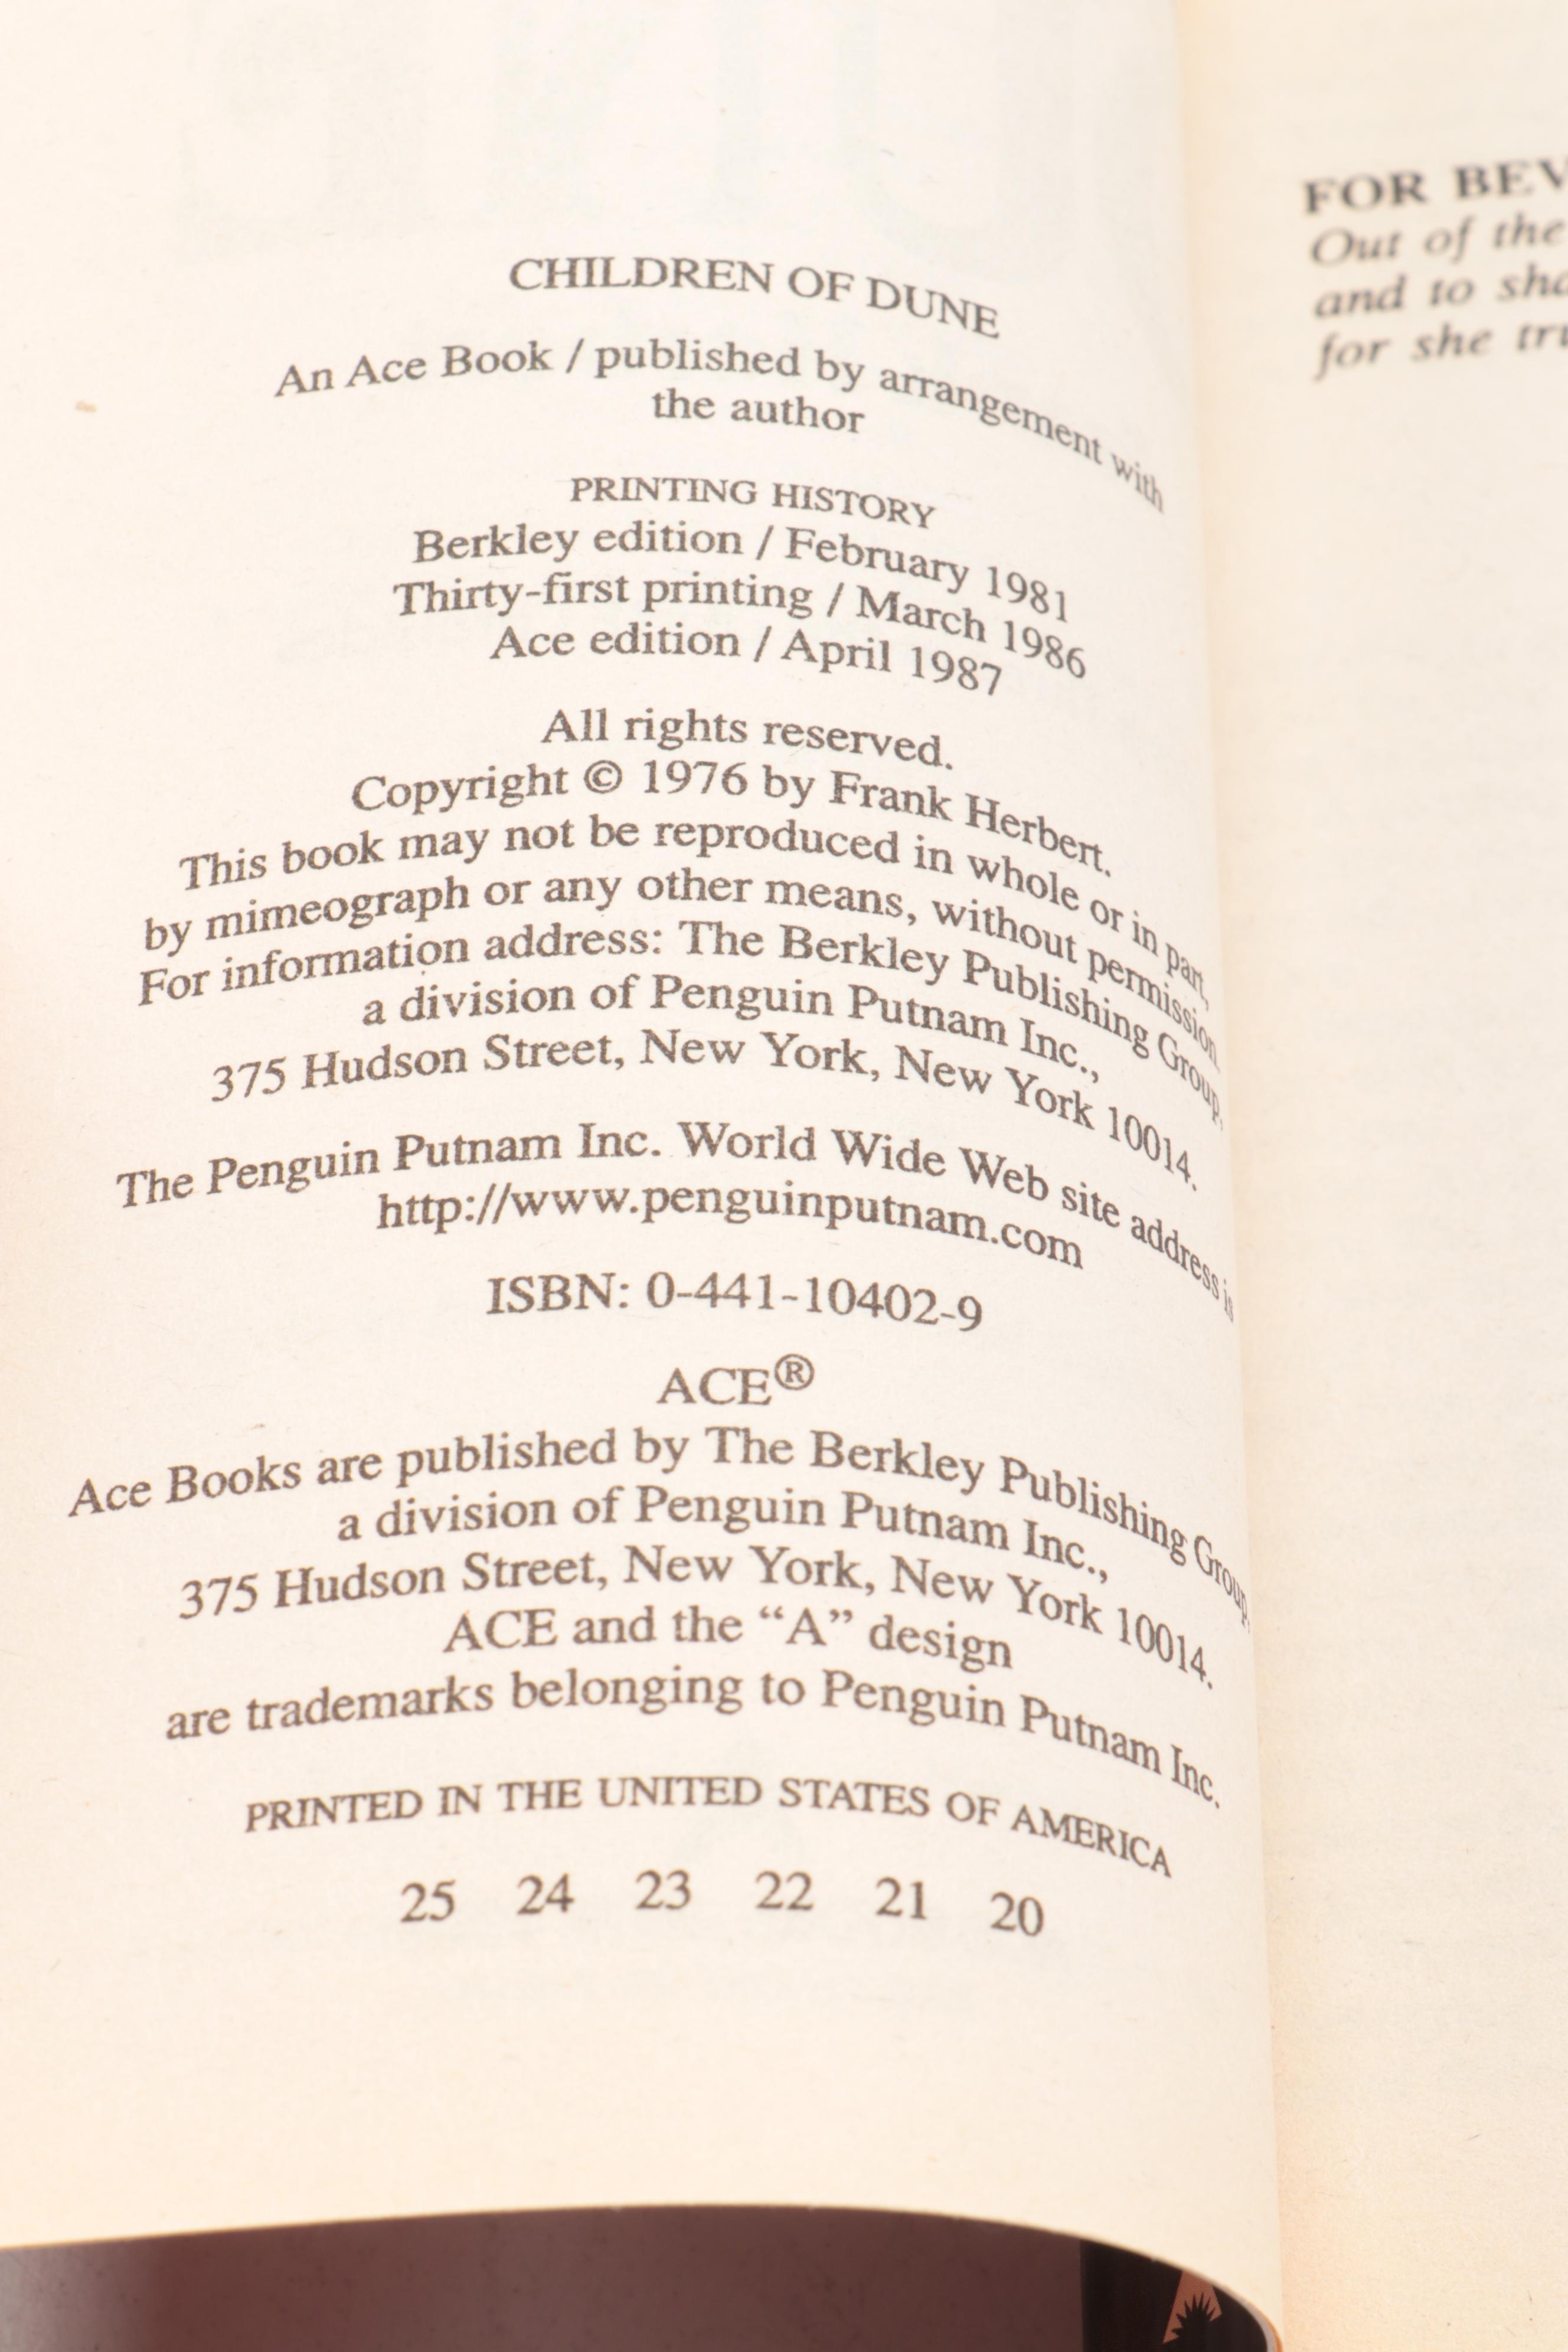 CHILDREN OF DUNE
An Ace Book / published by arrangement with
the author
PRINTING HISTORY
Berkley edition / February 1981
Thirty-first printing / March 1986
Ace edition / April 1987
All rights reserved.
Copyright © 1976 by Frank Herbert.
This book may not be reproduced in whole or in part,
by mimeograph or any other means, without permission.
For information address: The Berkley Publishing Group,
a division of Penguin Putnam Inc.,
375 Hudson Street, New York, New York 10014.
The Penguin Putnam Inc. World Wide Web site address is
http://www.penguinputnam.com
ISBN: 0-441-10402-9
ACE®
Ace Books are published by The Berkley Publishing Group,
a division of Penguin Putnam Inc.,
375 Hudson Street, New York, New York 10014.
ACE and the “A” design
are trademarks belonging to Penguin Putnam Inc.
PRINTED IN THE UNITED STATES OF AMERICA
25 24 23 22 21 20
FOR BEV
Out of the
and to
for she